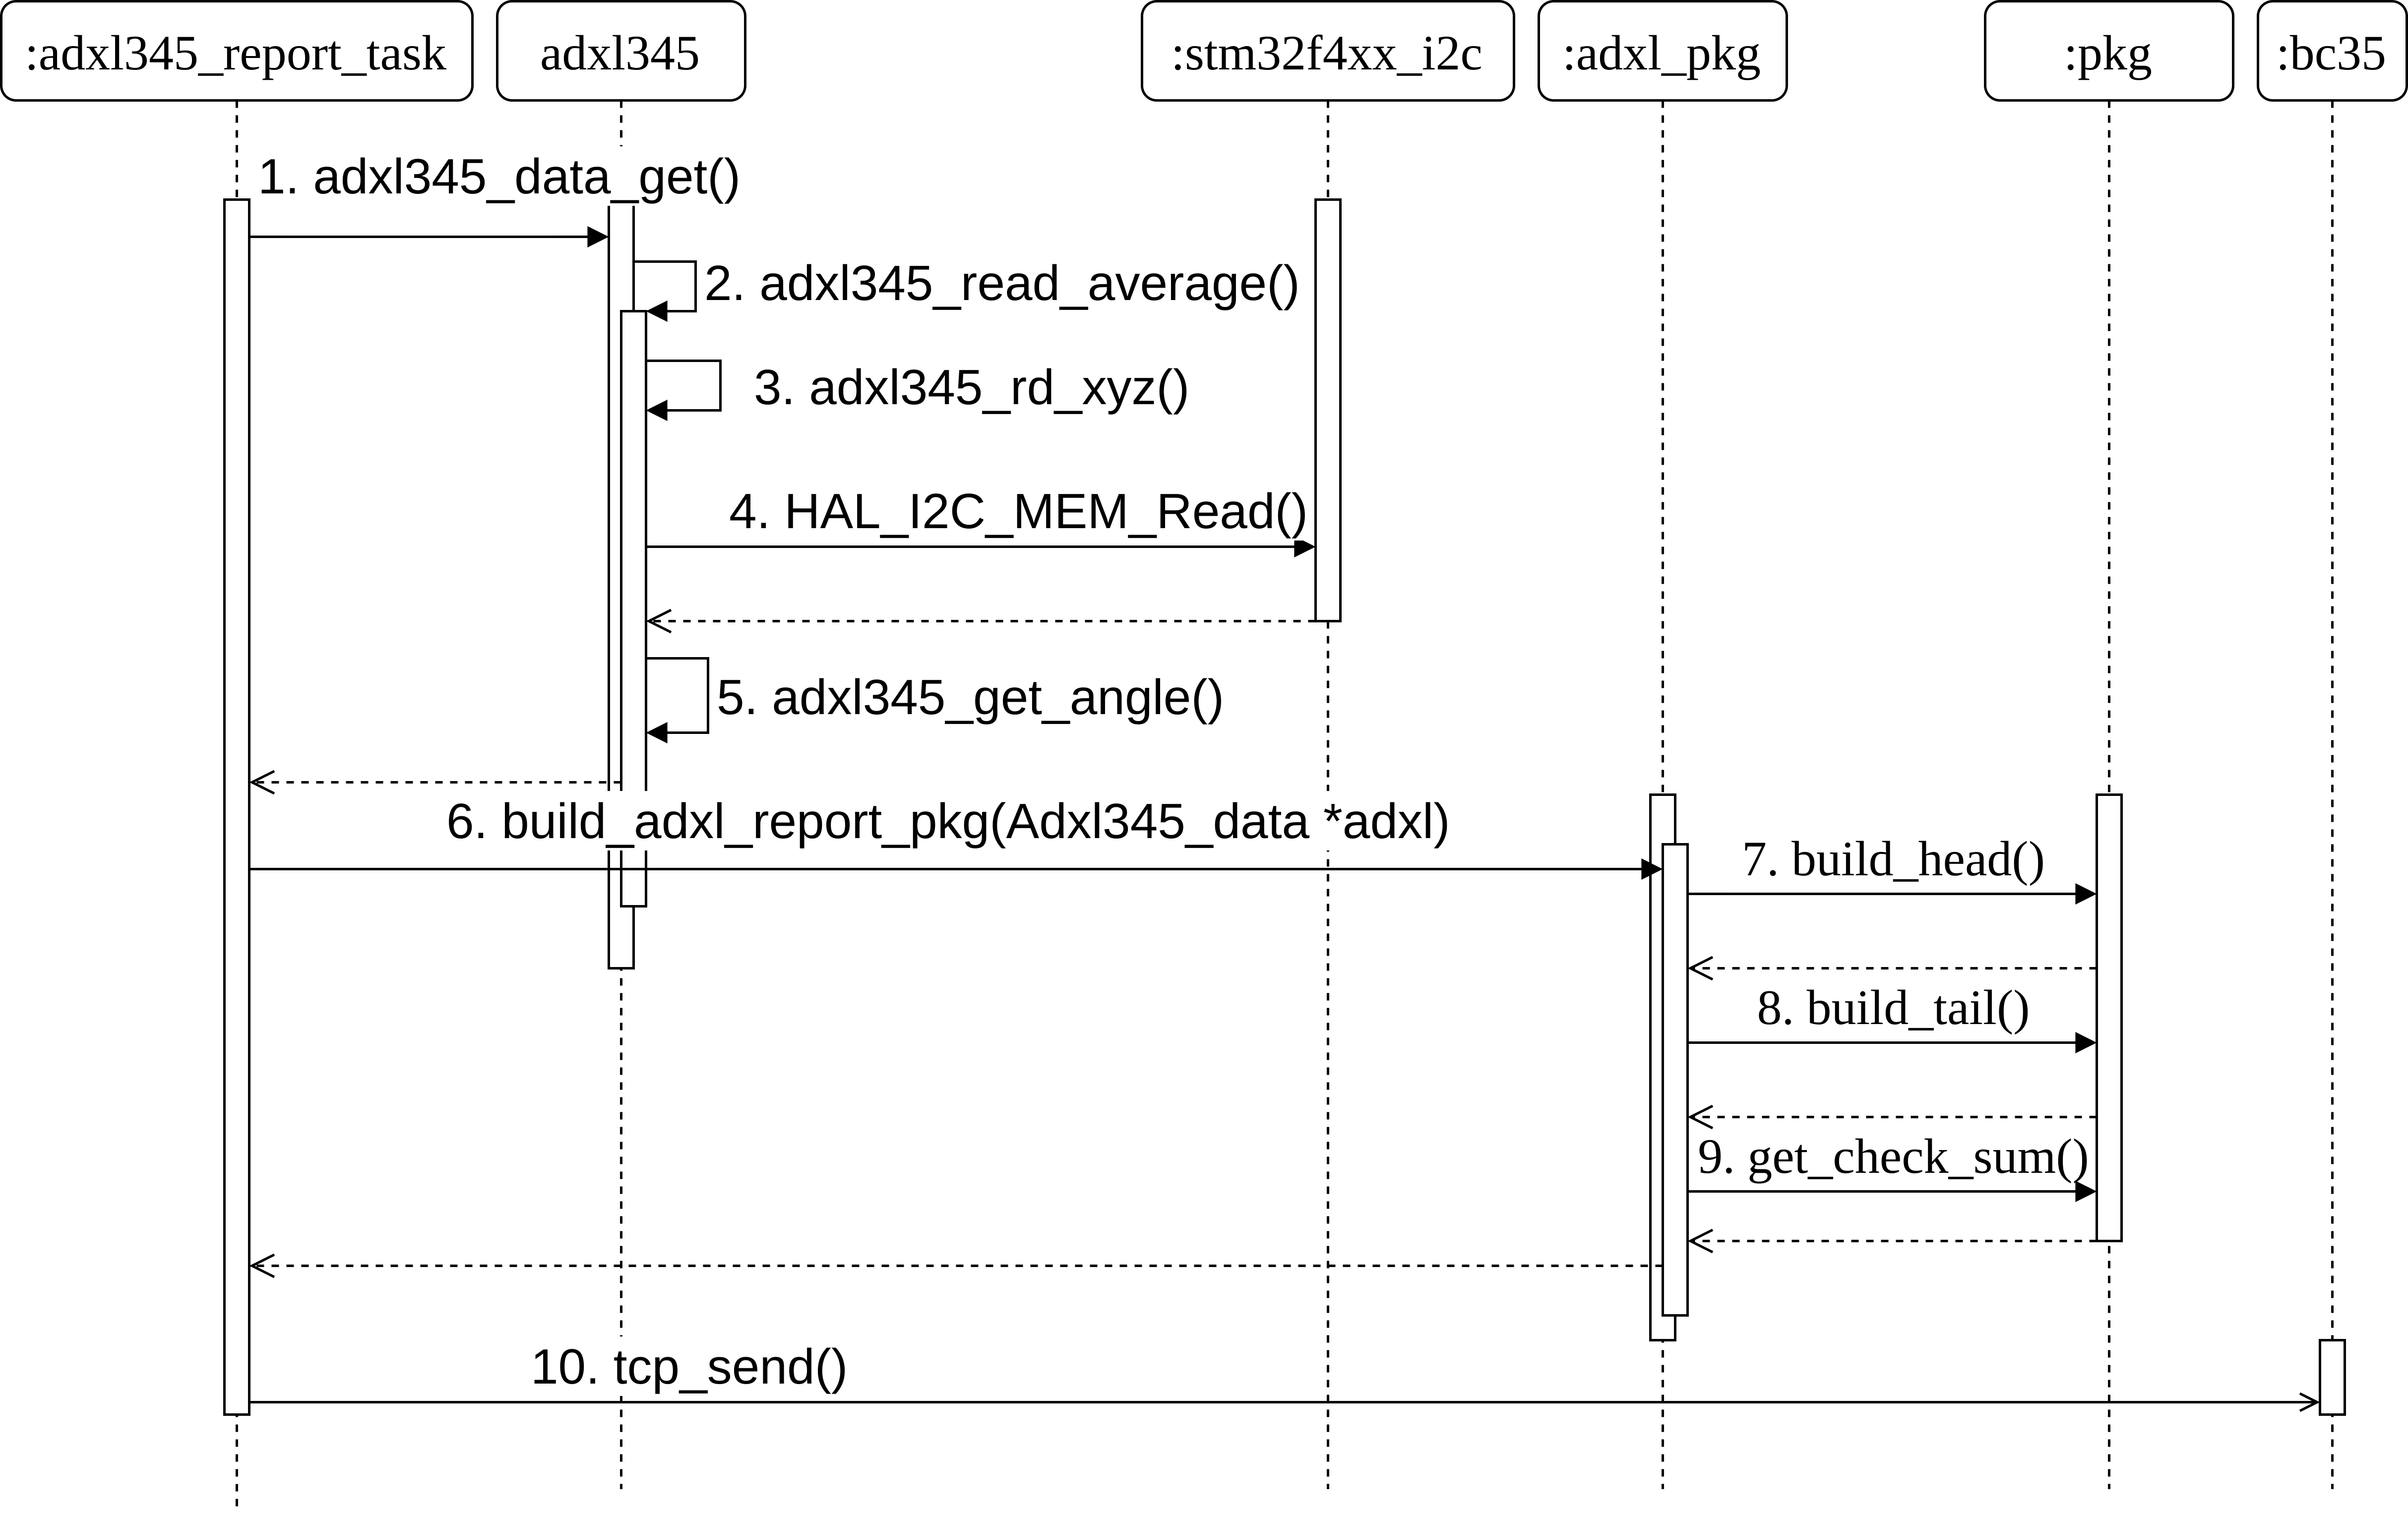 :adxl345_report_task
adxl345
:stm32f4xx_i2c
:adxl_pkg
:pkg
:bc35
1. adxl345_data_get()
2. adxl345_read_average()
3. adxl345_rd_xyz()
4. HAL_I2C_MEM_Read()
5. adxl345_get_angle()
6. build_adxl_report_pkg(Adxl345_data *adxl)
7. build_head()
8. build_tail()
9. get_check_sum()
10. tcp_send()